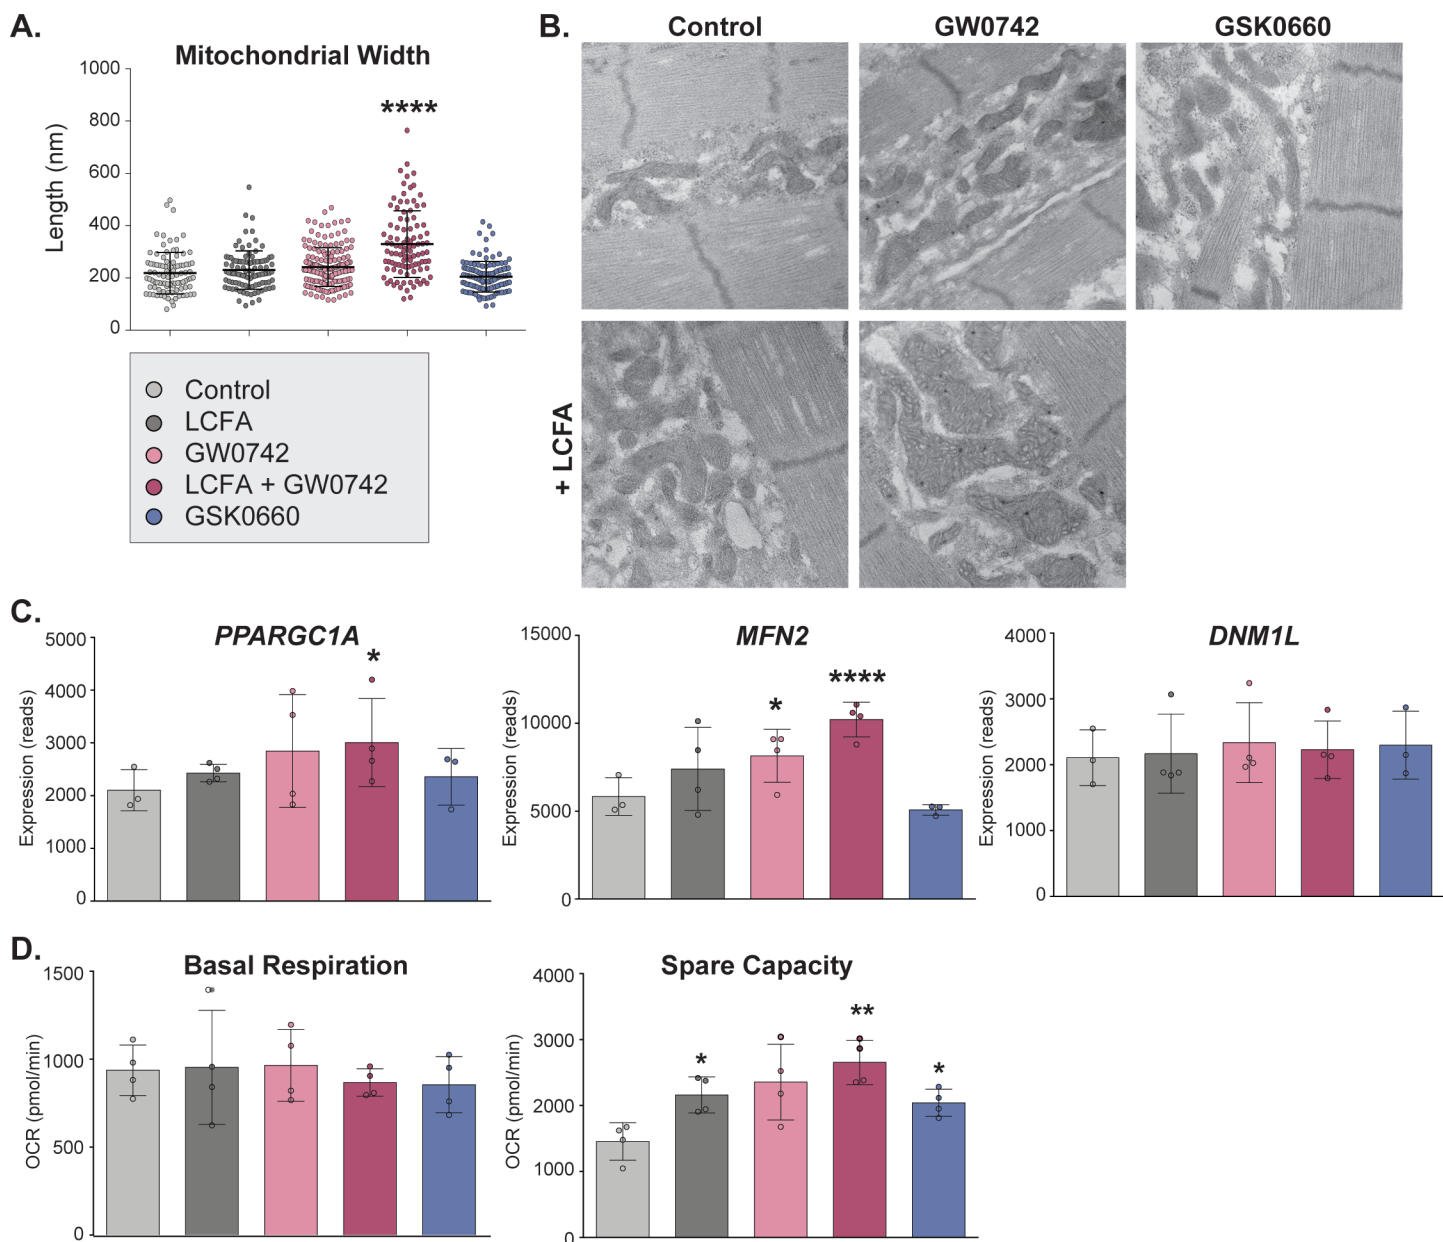 A.
Mitochondrial Width
****
Length (nm)
1000
800
600
400
200
0
Control
LCFA
GW0742
LCFA + GW0742
GSK0660
B.
Control
GW0742
GSK0660
+ LCFA
C.
PPARGC1A
*
Expression (reads)
5000
4000
3000
2000
1000
0
MFN2
*
****
Expression (reads)
15000
10000
5000
0
DNM1L
Expression (reads)
4000
3000
2000
1000
0
D.
Basal Respiration
OCR (pmol/min)
1500
1000
500
0
Spare Capacity
*
**
*
OCR (pmol/min)
4000
3000
2000
1000
0